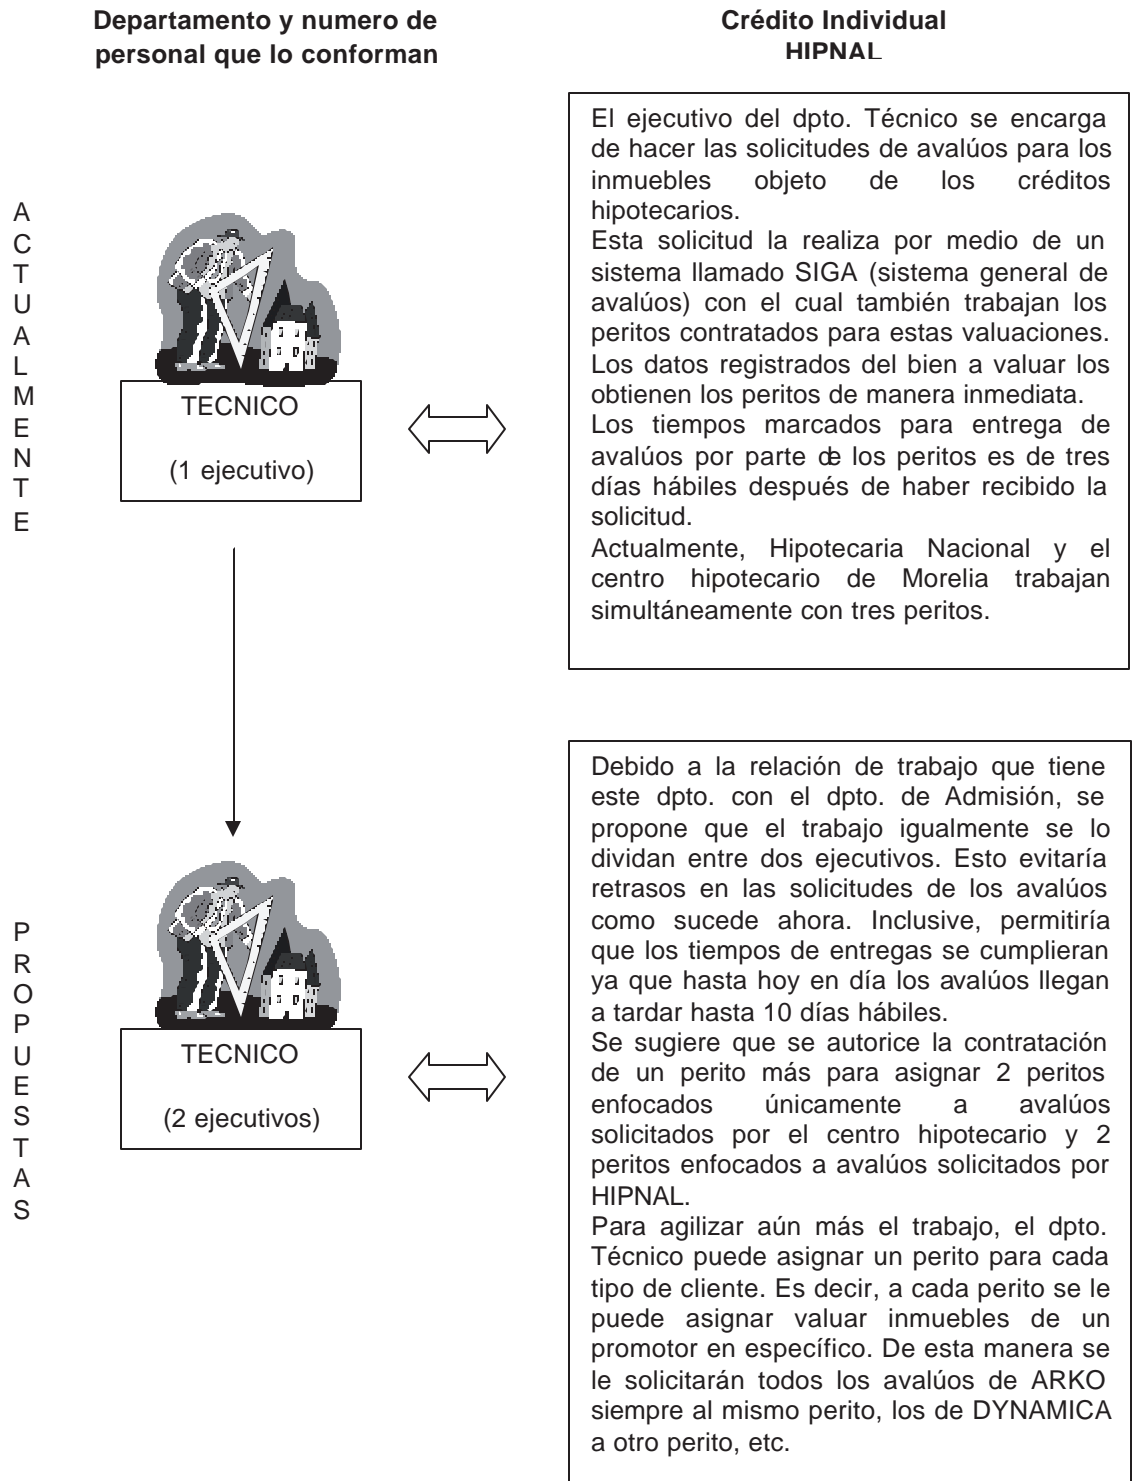 Departamento y numero de
personal que lo conforman
Crédito Individual
HIPNAL
ACTUALMENTE
TECNICO
(1 ejecutivo)
El ejecutivo del dpto. Técnico se encarga
de hacer las solicitudes de avalúos para los
inmuebles objeto de los créditos
hipotecarios.
Esta solicitud la realiza por medio de un
sistema llamado SIGA (sistema general de
avalúos) con el cual también trabajan los
peritos contratados para estas valuaciones.
Los datos registrados del bien a valuar los
obtienen los peritos de manera inmediata.
Los tiempos marcados para entrega de
avalúos por parte de los peritos es de tres
días hábiles después de haber recibido la
solicitud.
Actualmente, Hipotecaria Nacional y el
centro hipotecario de Morelia trabajan
simultáneamente con tres peritos.
PROPUESTAS
TECNICO
(2 ejecutivos)
Debido a la relación de trabajo que tiene
este dpto. con el dpto. de Admisión, se
propone que el trabajo igualmente se lo
dividan entre dos ejecutivos. Esto evitaría
retrasos en las solicitudes de los avalúos
como sucede ahora. Inclusive, permitiría
que los tiempos de entregas se cumplieran
ya que hasta hoy en día los avalúos llegan
a tardar hasta 10 días hábiles.
Se sugiere que se autorice la contratación
de un perito más para asignar 2 peritos
enfocados únicamente a avalúos
solicitados por el centro hipotecario y 2
peritos enfocados a avalúos solicitados por
HIPNAL.
Para agilizar aún más el trabajo, el dpto.
Técnico puede asignar un perito para cada
tipo de cliente. Es decir, a cada perito se le
puede asignar valuar inmuebles de un
promotor en específico. De esta manera se
le solicitarán todos los avalúos de ARKO
siempre al mismo perito, los de DYNAMICA
a otro perito, etc.